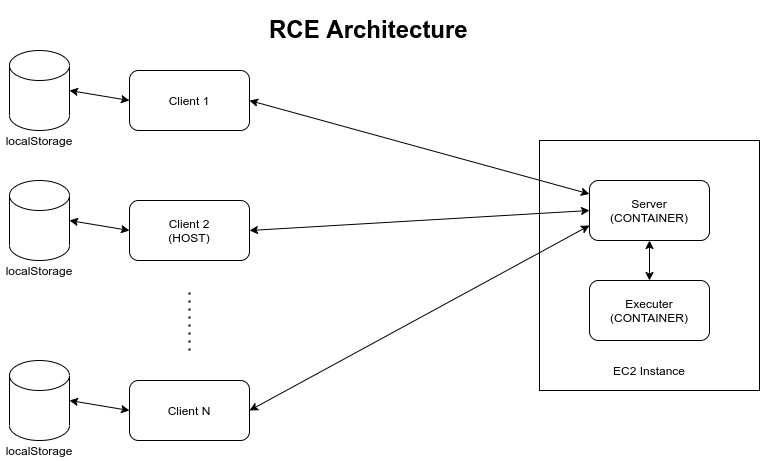 RCE Architecture
localStorage
Client 1
localStorage
Client 2
(HOST)
localStorage
Client N
Server
(CONTAINER)
Executer
(CONTAINER)
EC2 Instance